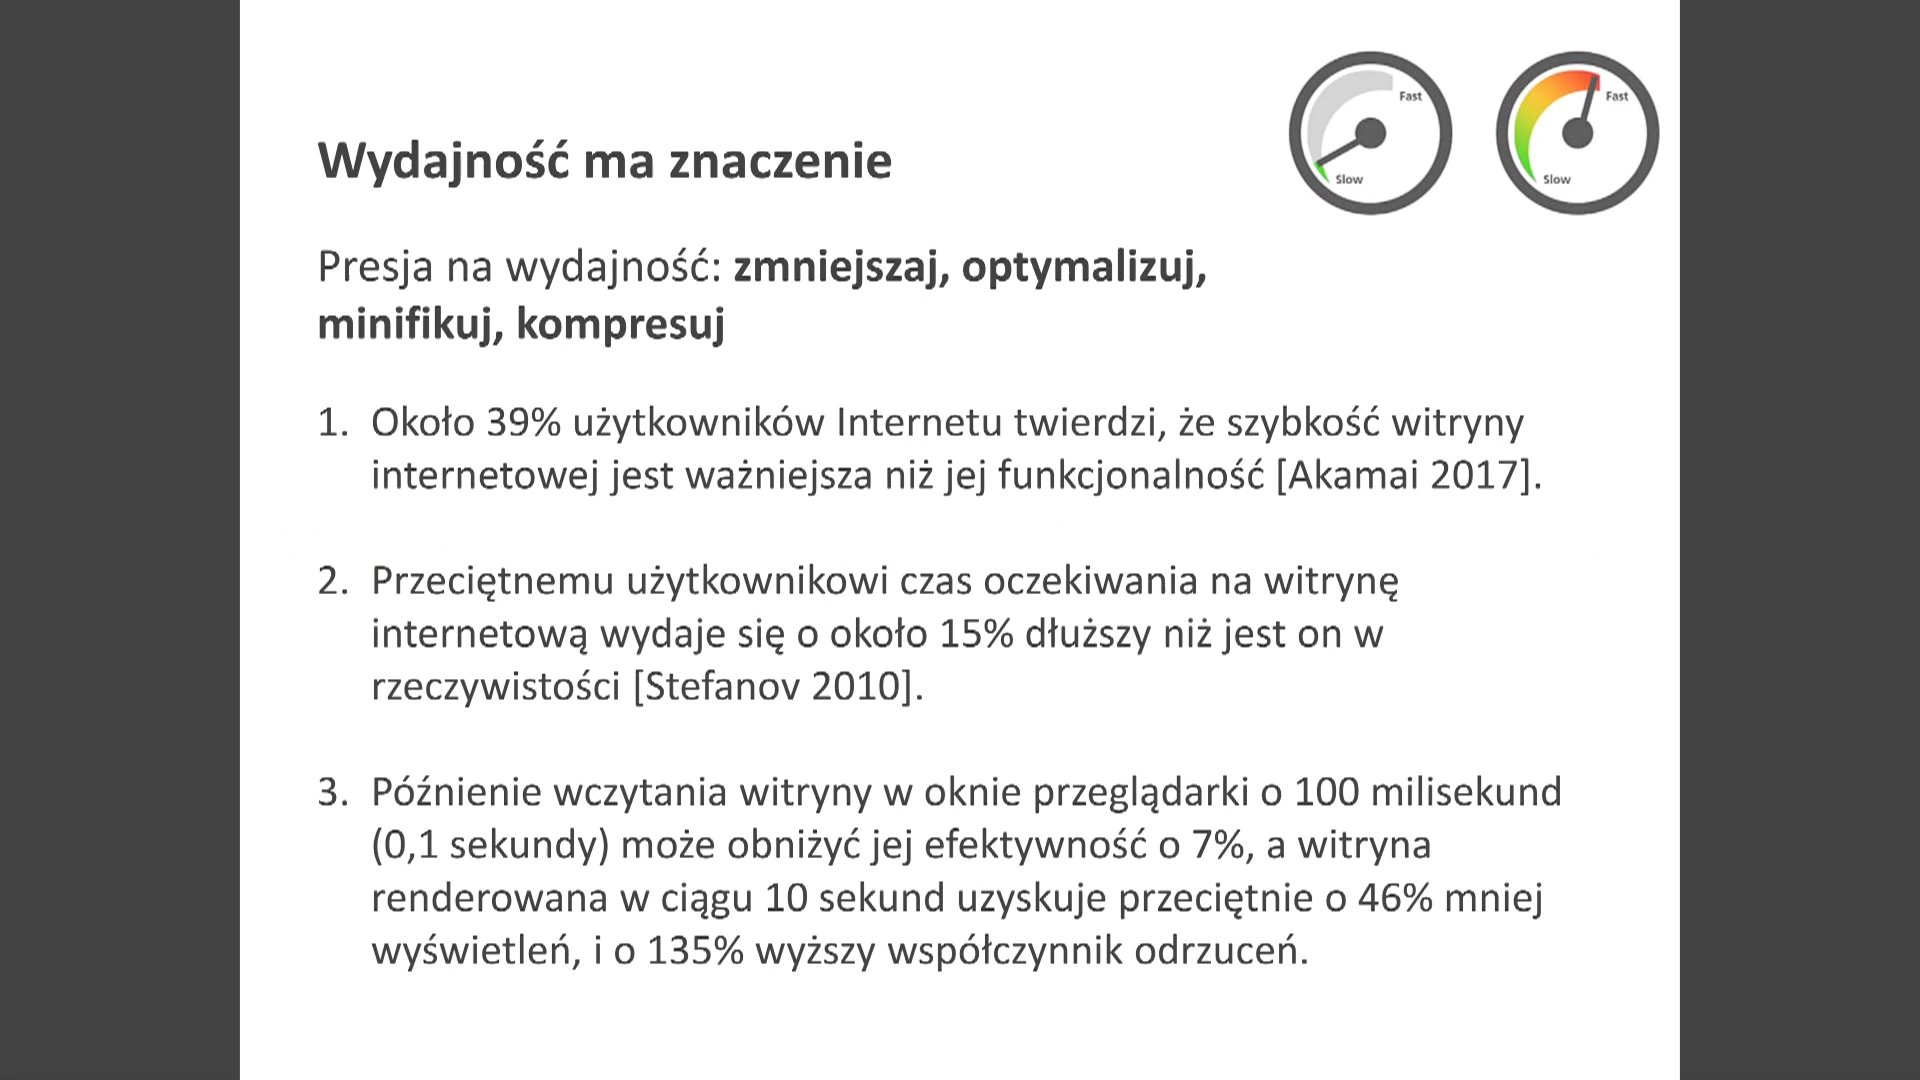 Fast
Slow
Fast
Slow
Wydajność ma znaczenie
Presja na wydajność: zmniejszaj, optymalizuj,
minifikuj, kompresuj
1. Około 39% użytkowników Internetu twierdzi, że szybkość witryny
internetowej jest ważniejsza niż jej funkcjonalność [Akamai 2017].
2. Przeciętnemu użytkownikowi czas oczekiwania na witrynę
internetową wydaje się o około 15% dłuższy niż jest on w
rzeczywistości [Stefanov 2010].
3. Późnienie wczytania witryny w oknie przeglądarki o 100 milisekund
(0,1 sekundy) może obniżyć jej efektywność o 7%, a witryna
renderowana w ciągu 10 sekund uzyskuje przeciętnie o 46% mniej
wyświetleń, i o 135% wyższy współczynnik odrzuceń.